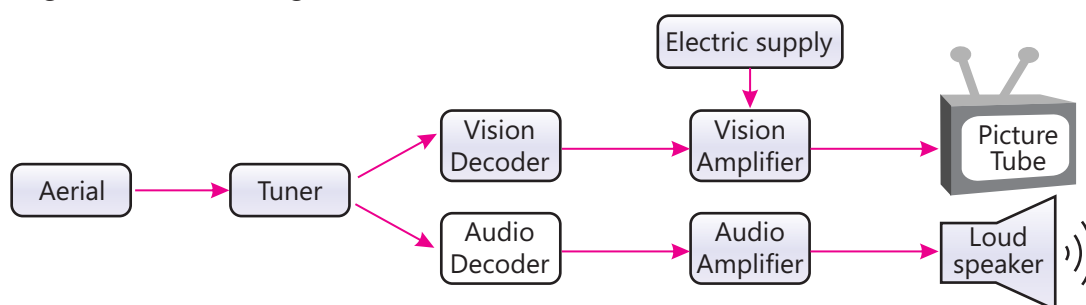 Electric supply
Vision
Decoder
Vision
Amplifier
Picture
Tube
Aerial
Tuner
Audio
Decoder
Audio
Amplifier
Loud
speaker